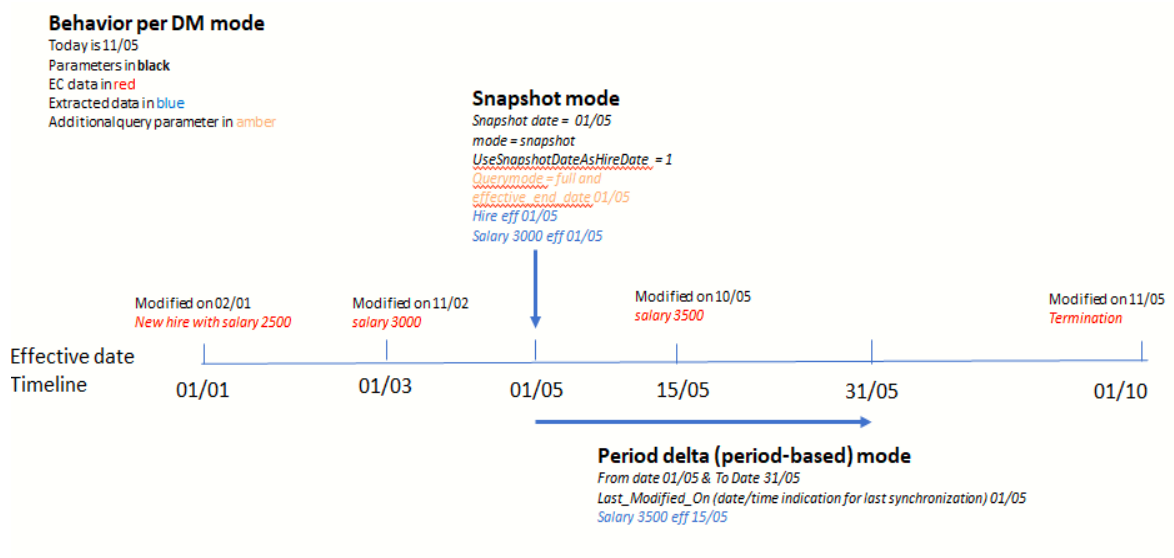 Behavior per DM mode
Today is 11/05
Parameters in black
EC data in red
Extracted data in blue
Additional query parameter in amber
Snapshot mode
Snapshot date = 01/05
mode = snapshot
UseSnapshotDateAsHireDate = 1
Querymode = full and
effective_end_date 01/05
Hire eff 01/05
Salary 3000 eff 01/05
Modified on 02/01
New hire with salary 2500
Modified on 11/02
salary 3000
Modified on 10/05
salary 3500
Modified on 11/05
Termination
Effective date
Timeline
01/01
01/03
01/05
15/05
31/05
01/10
Period delta (period-based) mode
From date 01/05 & To Date 31/05
Last_Modified_On (date/time indication for last synchronization) 01/05
Salary 3500 eff 15/05